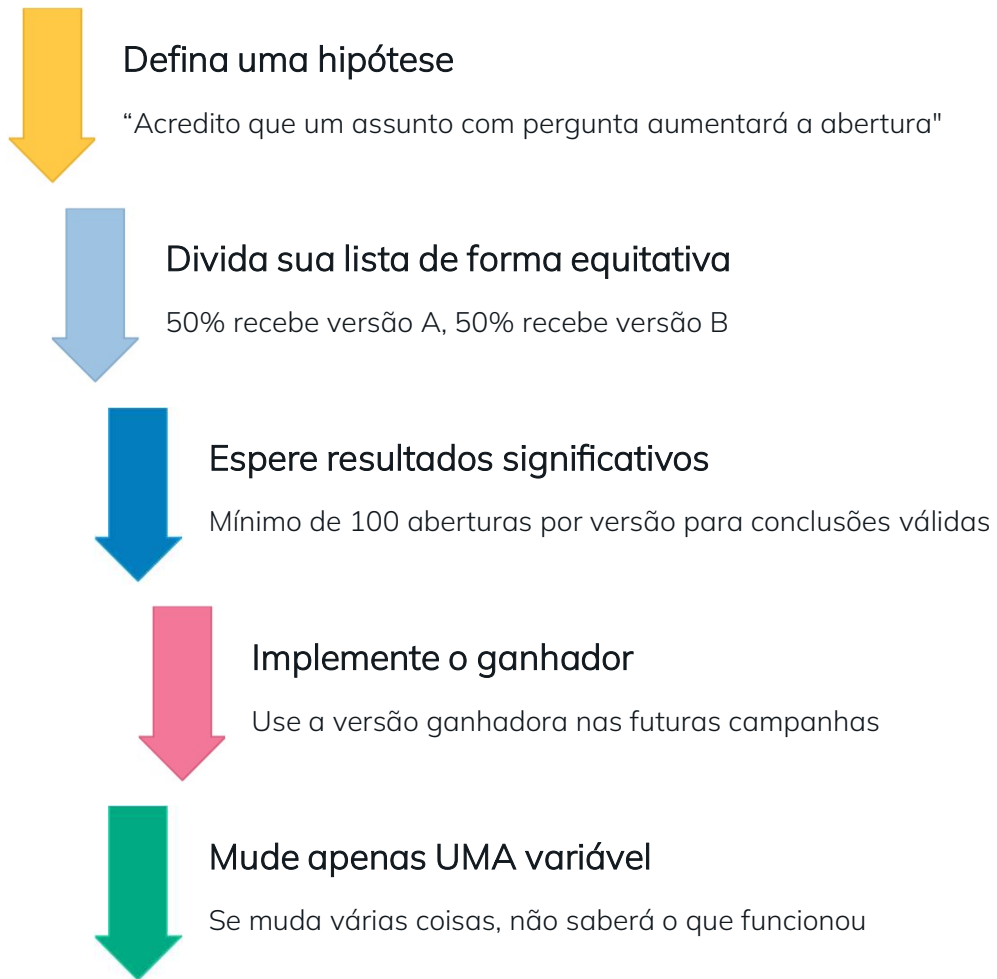 Defina uma hipótese
“Acredito que um assunto com pergunta aumentará a abertura"
Divida sua lista de forma equitativa
50% recebe versão A, 50% recebe versão B
Espere resultados significativos
Mínimo de 100 aberturas por versão para conclusões válidas
Implemente o ganhador
Use a versão ganhadora nas futuras campanhas
Mude apenas UMA variável
Se muda várias coisas, não saberá o que funcionou